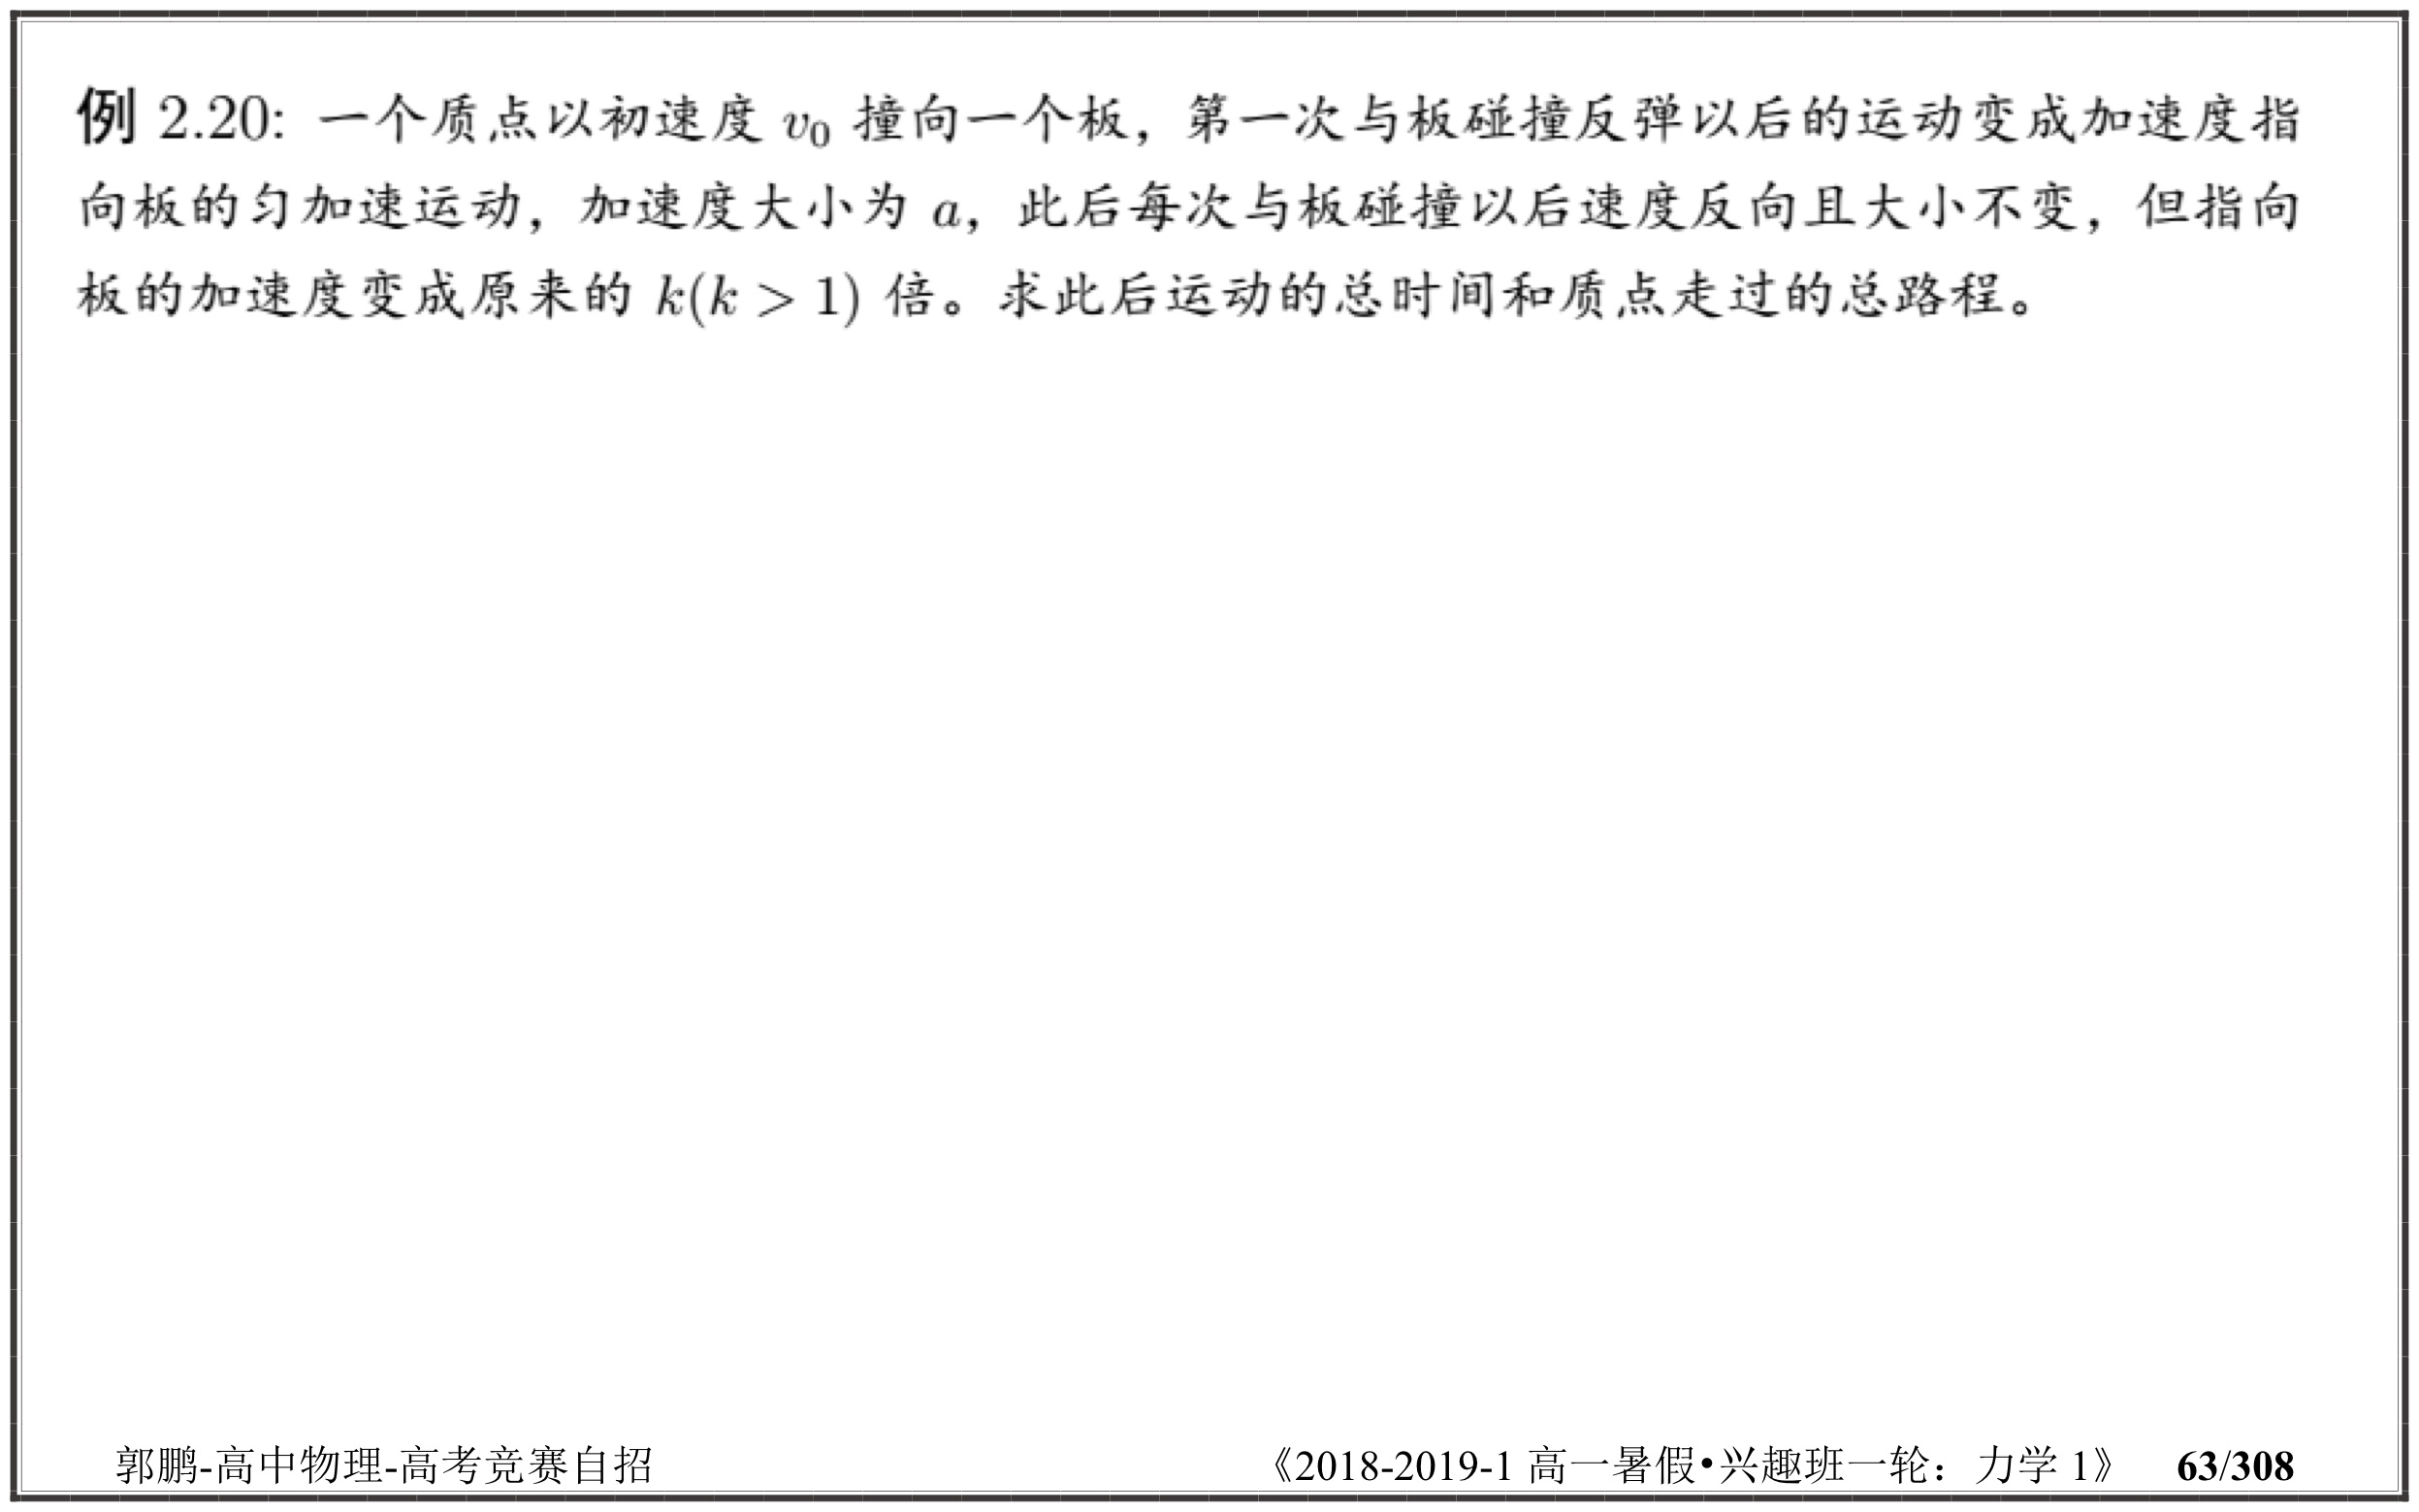 例 2.20: 一个质点以初速度 v₀ 撞向一个板，第一次与板碰撞反弹以后的运动变成加速度指
向板的匀加速运动，加速度大小为 a，此后每次与板碰撞以后速度反向且大小不变，但指向
板的加速度变成原来的 k(k > 1) 倍。求此后运动的总时间和质点走过的总路程。
郭鹏-高中物理-高考竞赛自招 《2018-2019-1 高一暑假•兴趣班一轮：力学 1》 63/308